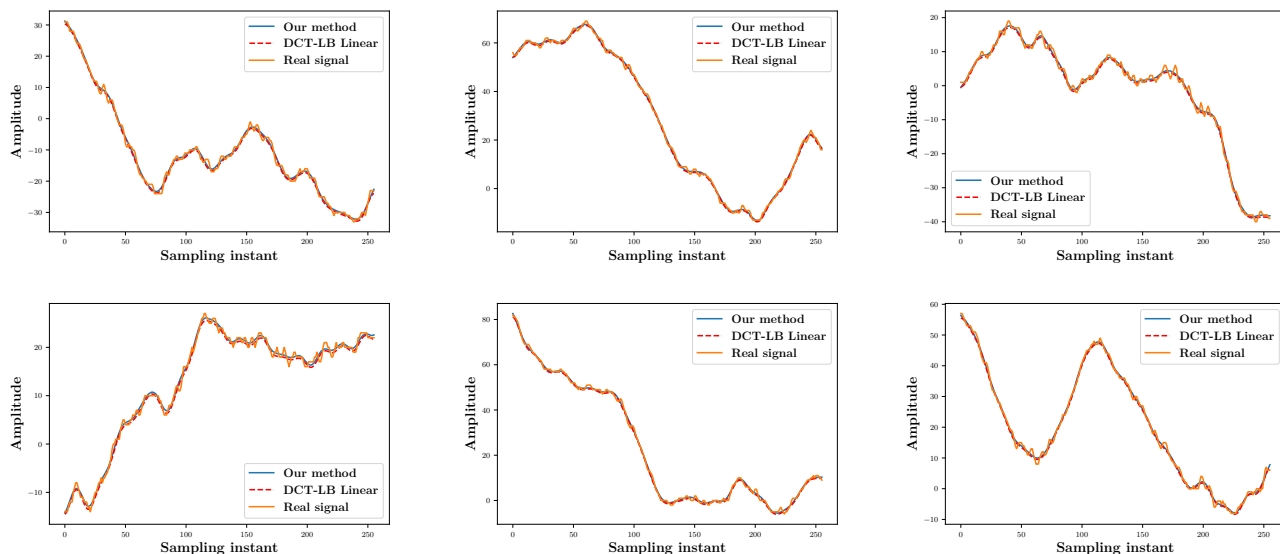 30
20
10
0
−10
−20
−30
Amplitude
Our method
DCT-LB Linear
Real signal
0 50 100 150 200 250
Sampling instant
60
40
20
0
Amplitude
Our method
DCT-LB Linear
Real signal
0 50 100 150 200 250
Sampling instant
20
10
0
−10
−20
−30
−40
Amplitude
Our method
DCT-LB Linear
Real signal
0 50 100 150 200 250
Sampling instant
20
10
0
−10
Amplitude
Our method
DCT-LB Linear
Real signal
0 50 100 150 200 250
Sampling instant
80
60
40
20
0
Amplitude
Our method
DCT-LB Linear
Real signal
0 50 100 150 200 250
Sampling instant
60
50
40
30
20
10
0
−10
Amplitude
Our method
DCT-LB Linear
Real signal
0 50 100 150 200 250
Sampling instant